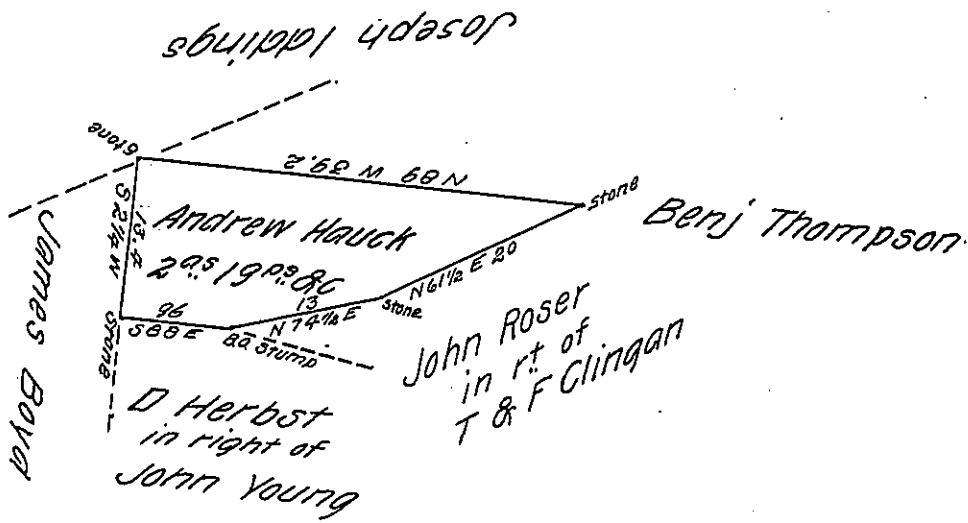 Joseph Iddings
stone
N 89 W 39.2
stone
Benj Thompson
S 2 1/4 W
13.4
Andrew Hauck
2as 19ps &c
N 61 1/2 E 20
stone
13
N 74 1/2 E
96
S 88 E
BO Stump
stone
James Boyd
John Roser
in rt of
T & F Clingan
D Herbst
in right of
John Young